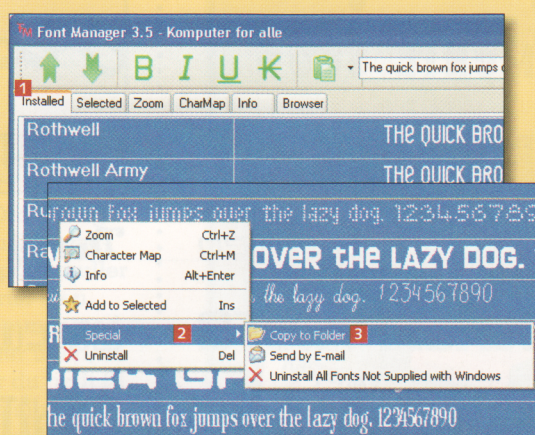 Font Manager 3.5 - Komputer for alle
B I U K
The quick brown fox jumps
1
Installed Selected Zoom CharMap Info Browser
Rothwell THE QUICK BRO
Rothwell Army THE QUICK BRO
brown fox jumps over the lazy dog. 12345678
Zoom Ctrl+Z
Character Map Ctrl+M
Info Alt+Enter
OVER THE LAZY DOG.
the lazy dog. 1234567890
Add to Selected Ins
Special 2
Copy to Folder 3
Send by E-mail
Uninstall Del
Uninstall All Fonts Not Supplied with Windows
he quick brown fox jumps over the lazy dog. 1234567890